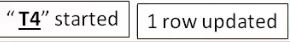 “T4” started
1 row updated